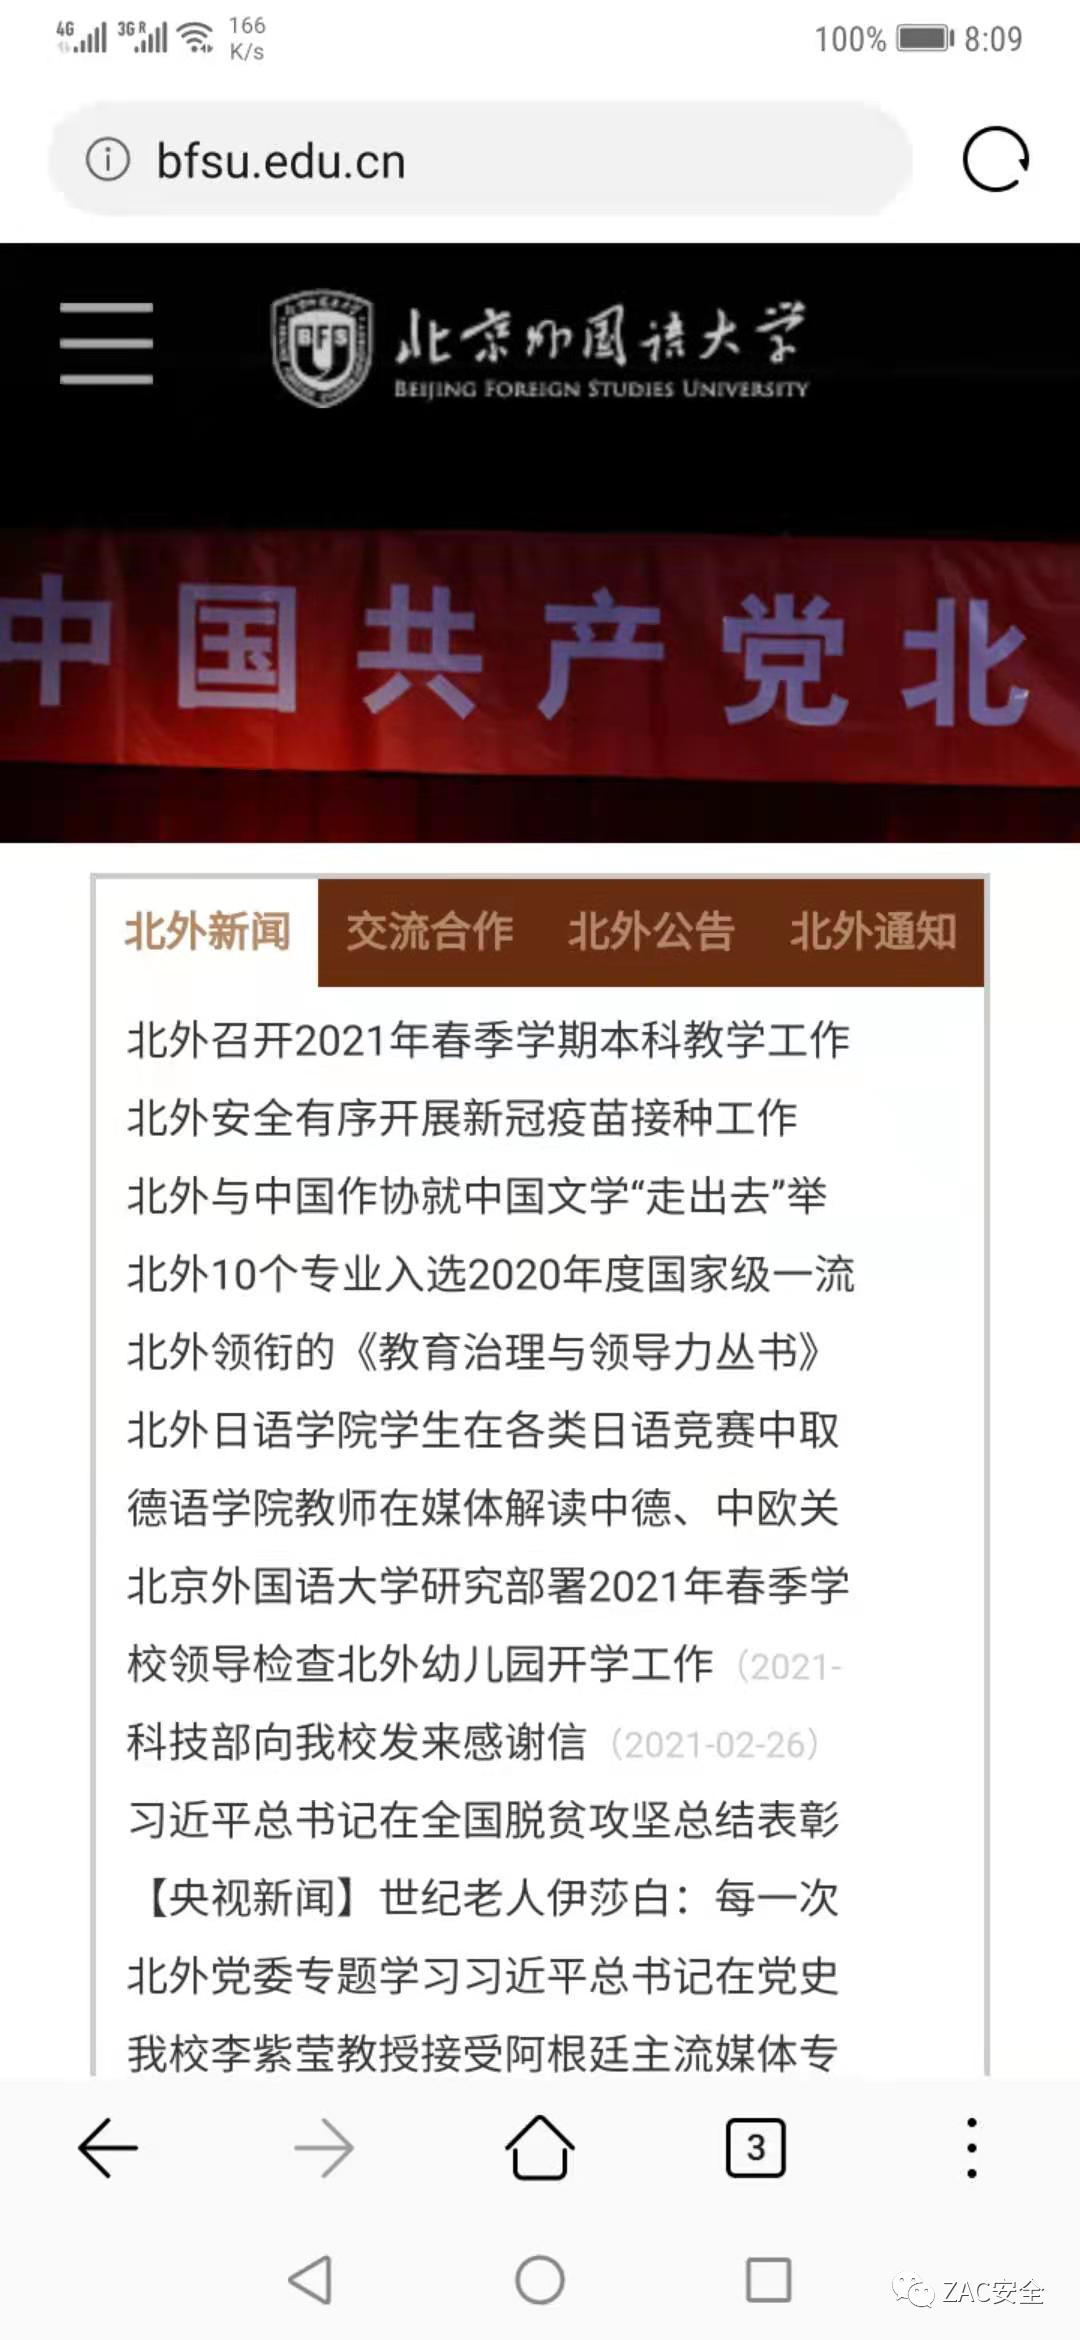 4G 3G R 166 K/s 100% 8:09
bfsu.edu.cn
BFS 北京外国语大学
BEIJING FOREIGN STUDIES UNIVERSITY
中国共产党北
北外新闻 交流合作 北外公告 北外通知
北外召开2021年春季学期本科教学工作
北外安全有序开展新冠疫苗接种工作
北外与中国作协就中国文学“走出去”举
北外10个专业入选2020年度国家级一流
北外领衔的《教育治理与领导力丛书》
北外日语学院学生在各类日语竞赛中取
德语学院教师在媒体解读中德、中欧关
北京外国语大学研究部署2021年春季学
校领导检查北外幼儿园开学工作（2021-
科技部向我校发来感谢信（2021-02-26）
习近平总书记在全国脱贫攻坚总结表彰
【央视新闻】世纪老人伊莎白：每一次
北外党委专题学习习近平总书记在党史
我校李紫莹教授接受阿根廷主流媒体专
3
ZAC安全